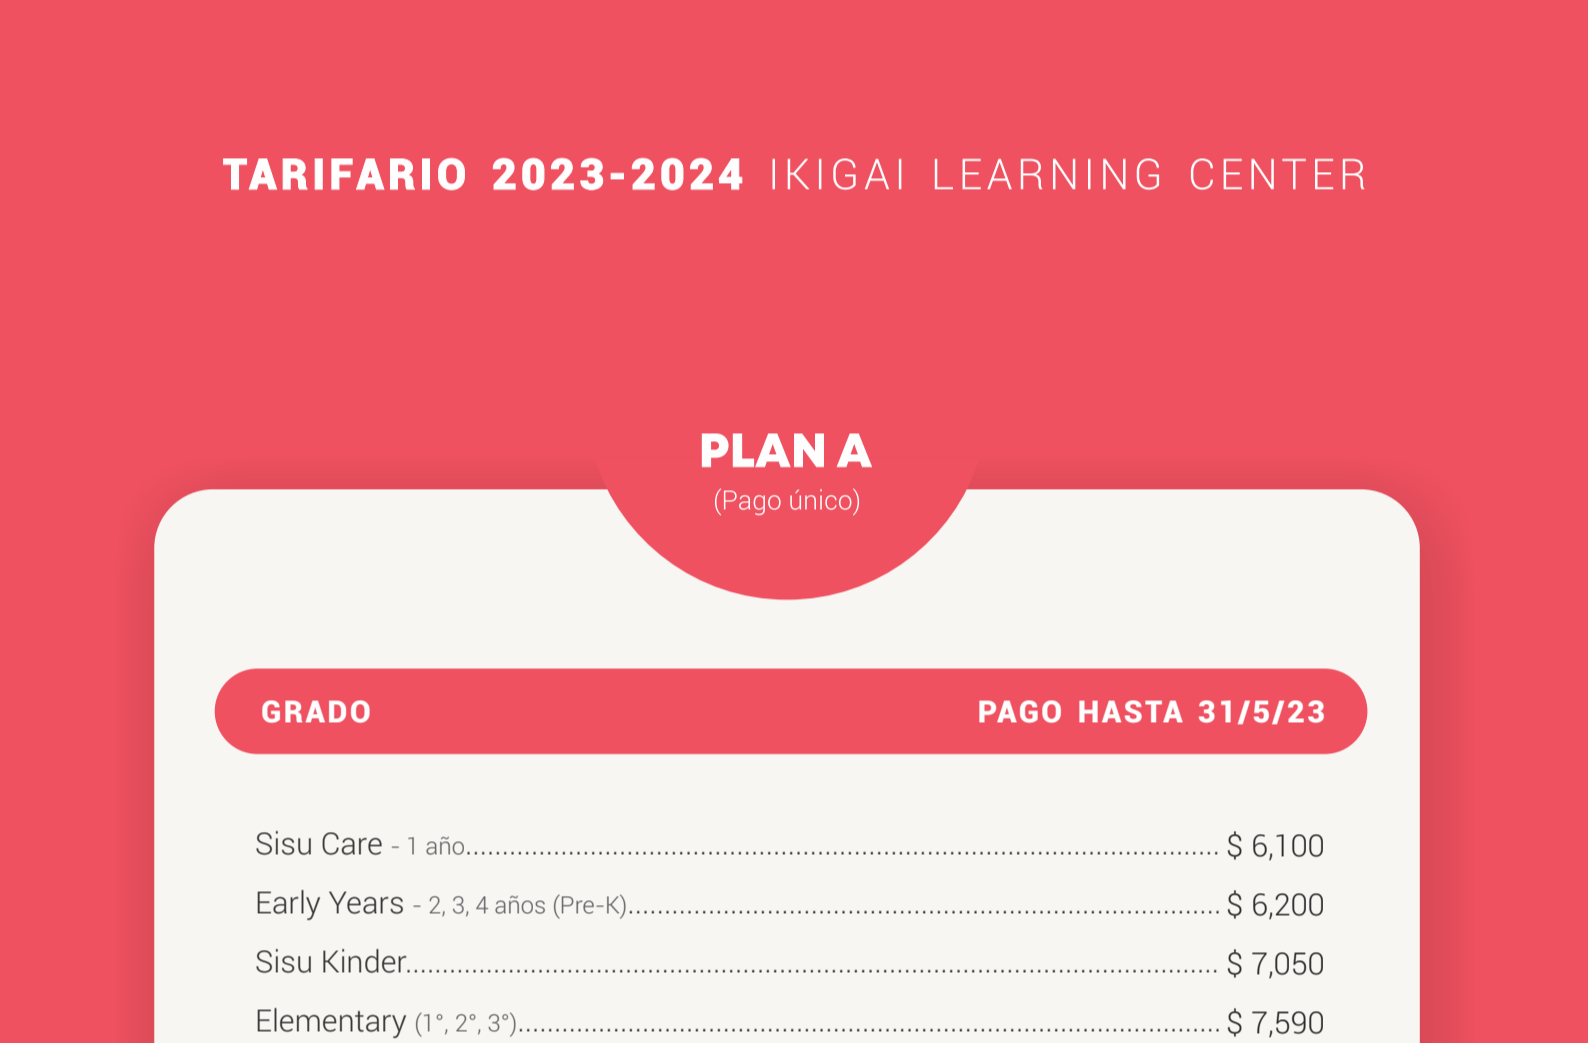 TARIFARIO 2023-2024 IKIGAI LEARNING CENTER
PLAN A
(Pago único)
GRADO PAGO HASTA 31/5/23
Sisu Care - 1 año........................ $ 6,100
Early Years - 2, 3, 4 años (Pre-K)........................ $ 6,200
Sisu Kinder........................ $ 7,050
Elementary (1°, 2°, 3°)........................ $ 7,590